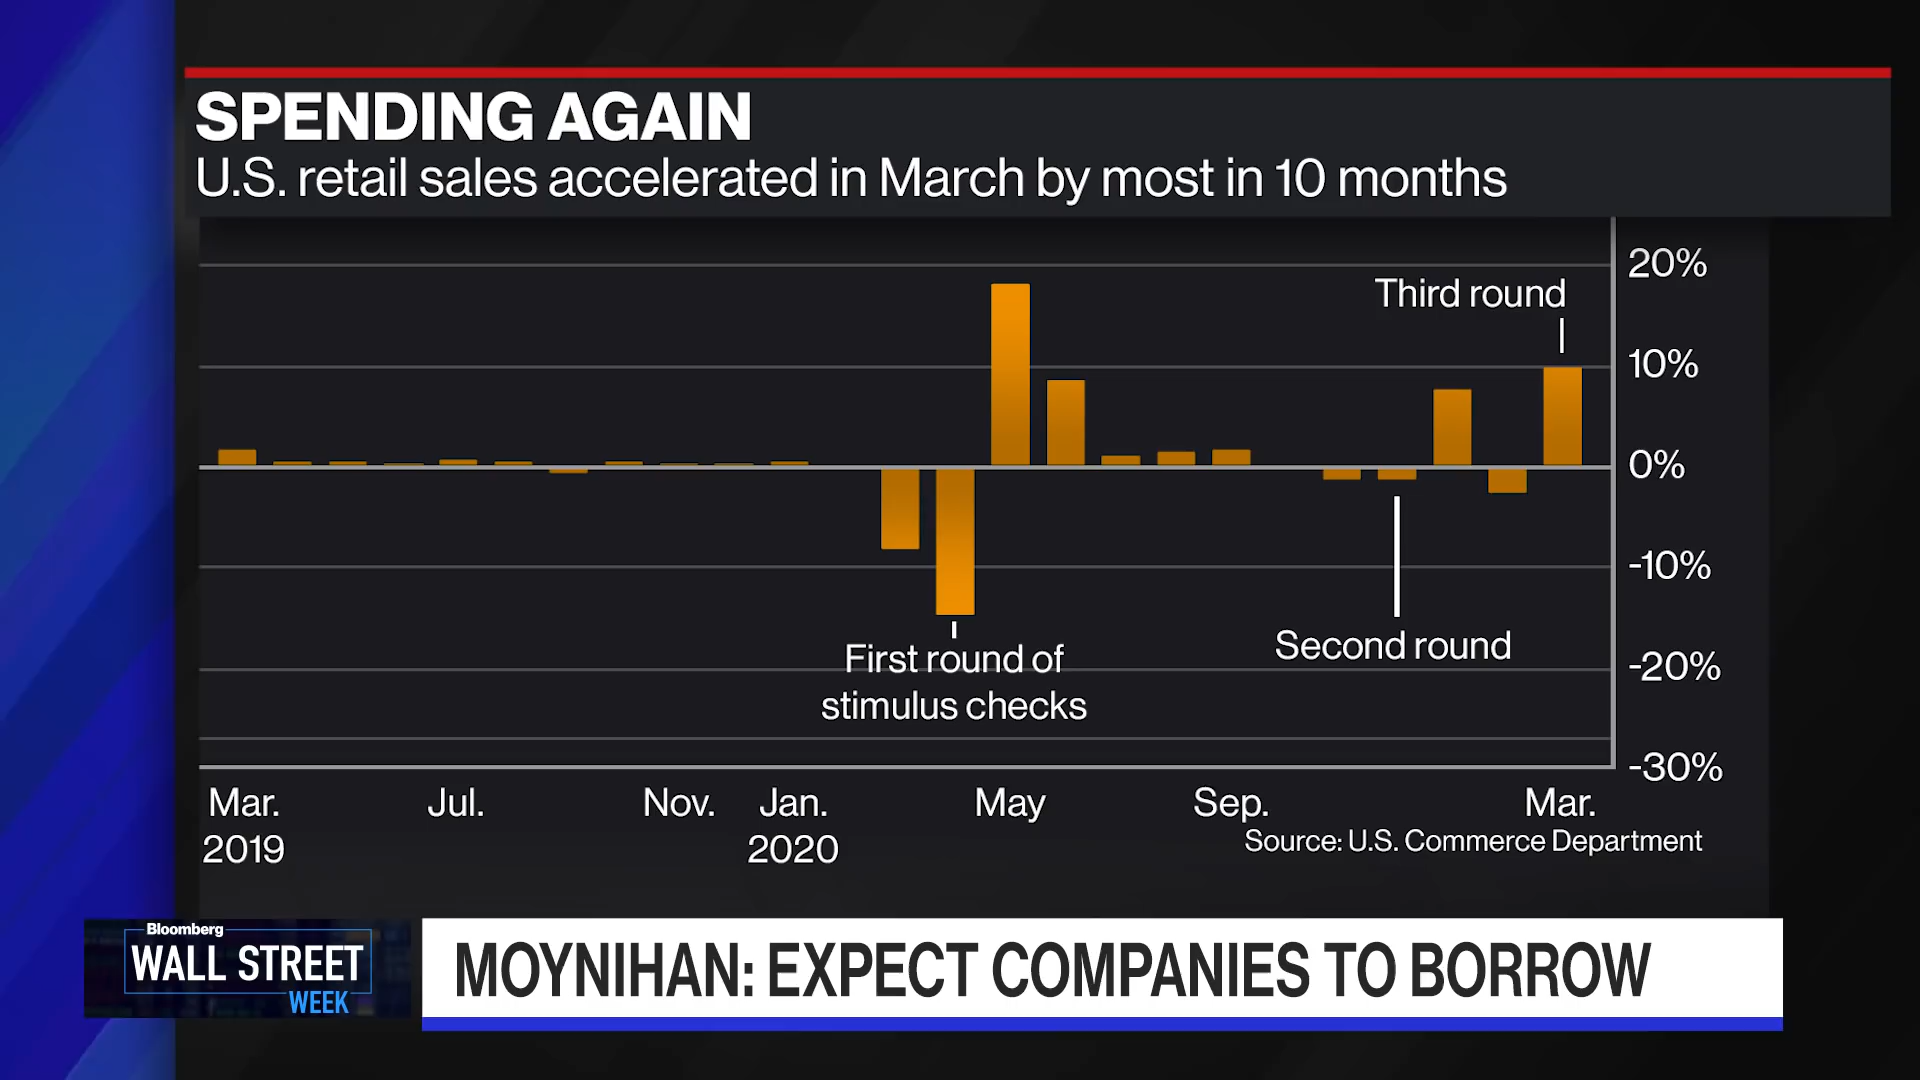 SPENDING AGAIN
U.S. retail sales accelerated in March by most in 10 months
20%
Third round
10%
0%
-10%
First round of
stimulus checks
Second round
-20%
-30%
Mar.
2019
Jul.
Nov.
Jan.
2020
May
Sep.
Mar.
Source: U.S. Commerce Department
Bloomberg
WALL STREET
WEEK
MOYNIHAN: EXPECT COMPANIES TO BORROW